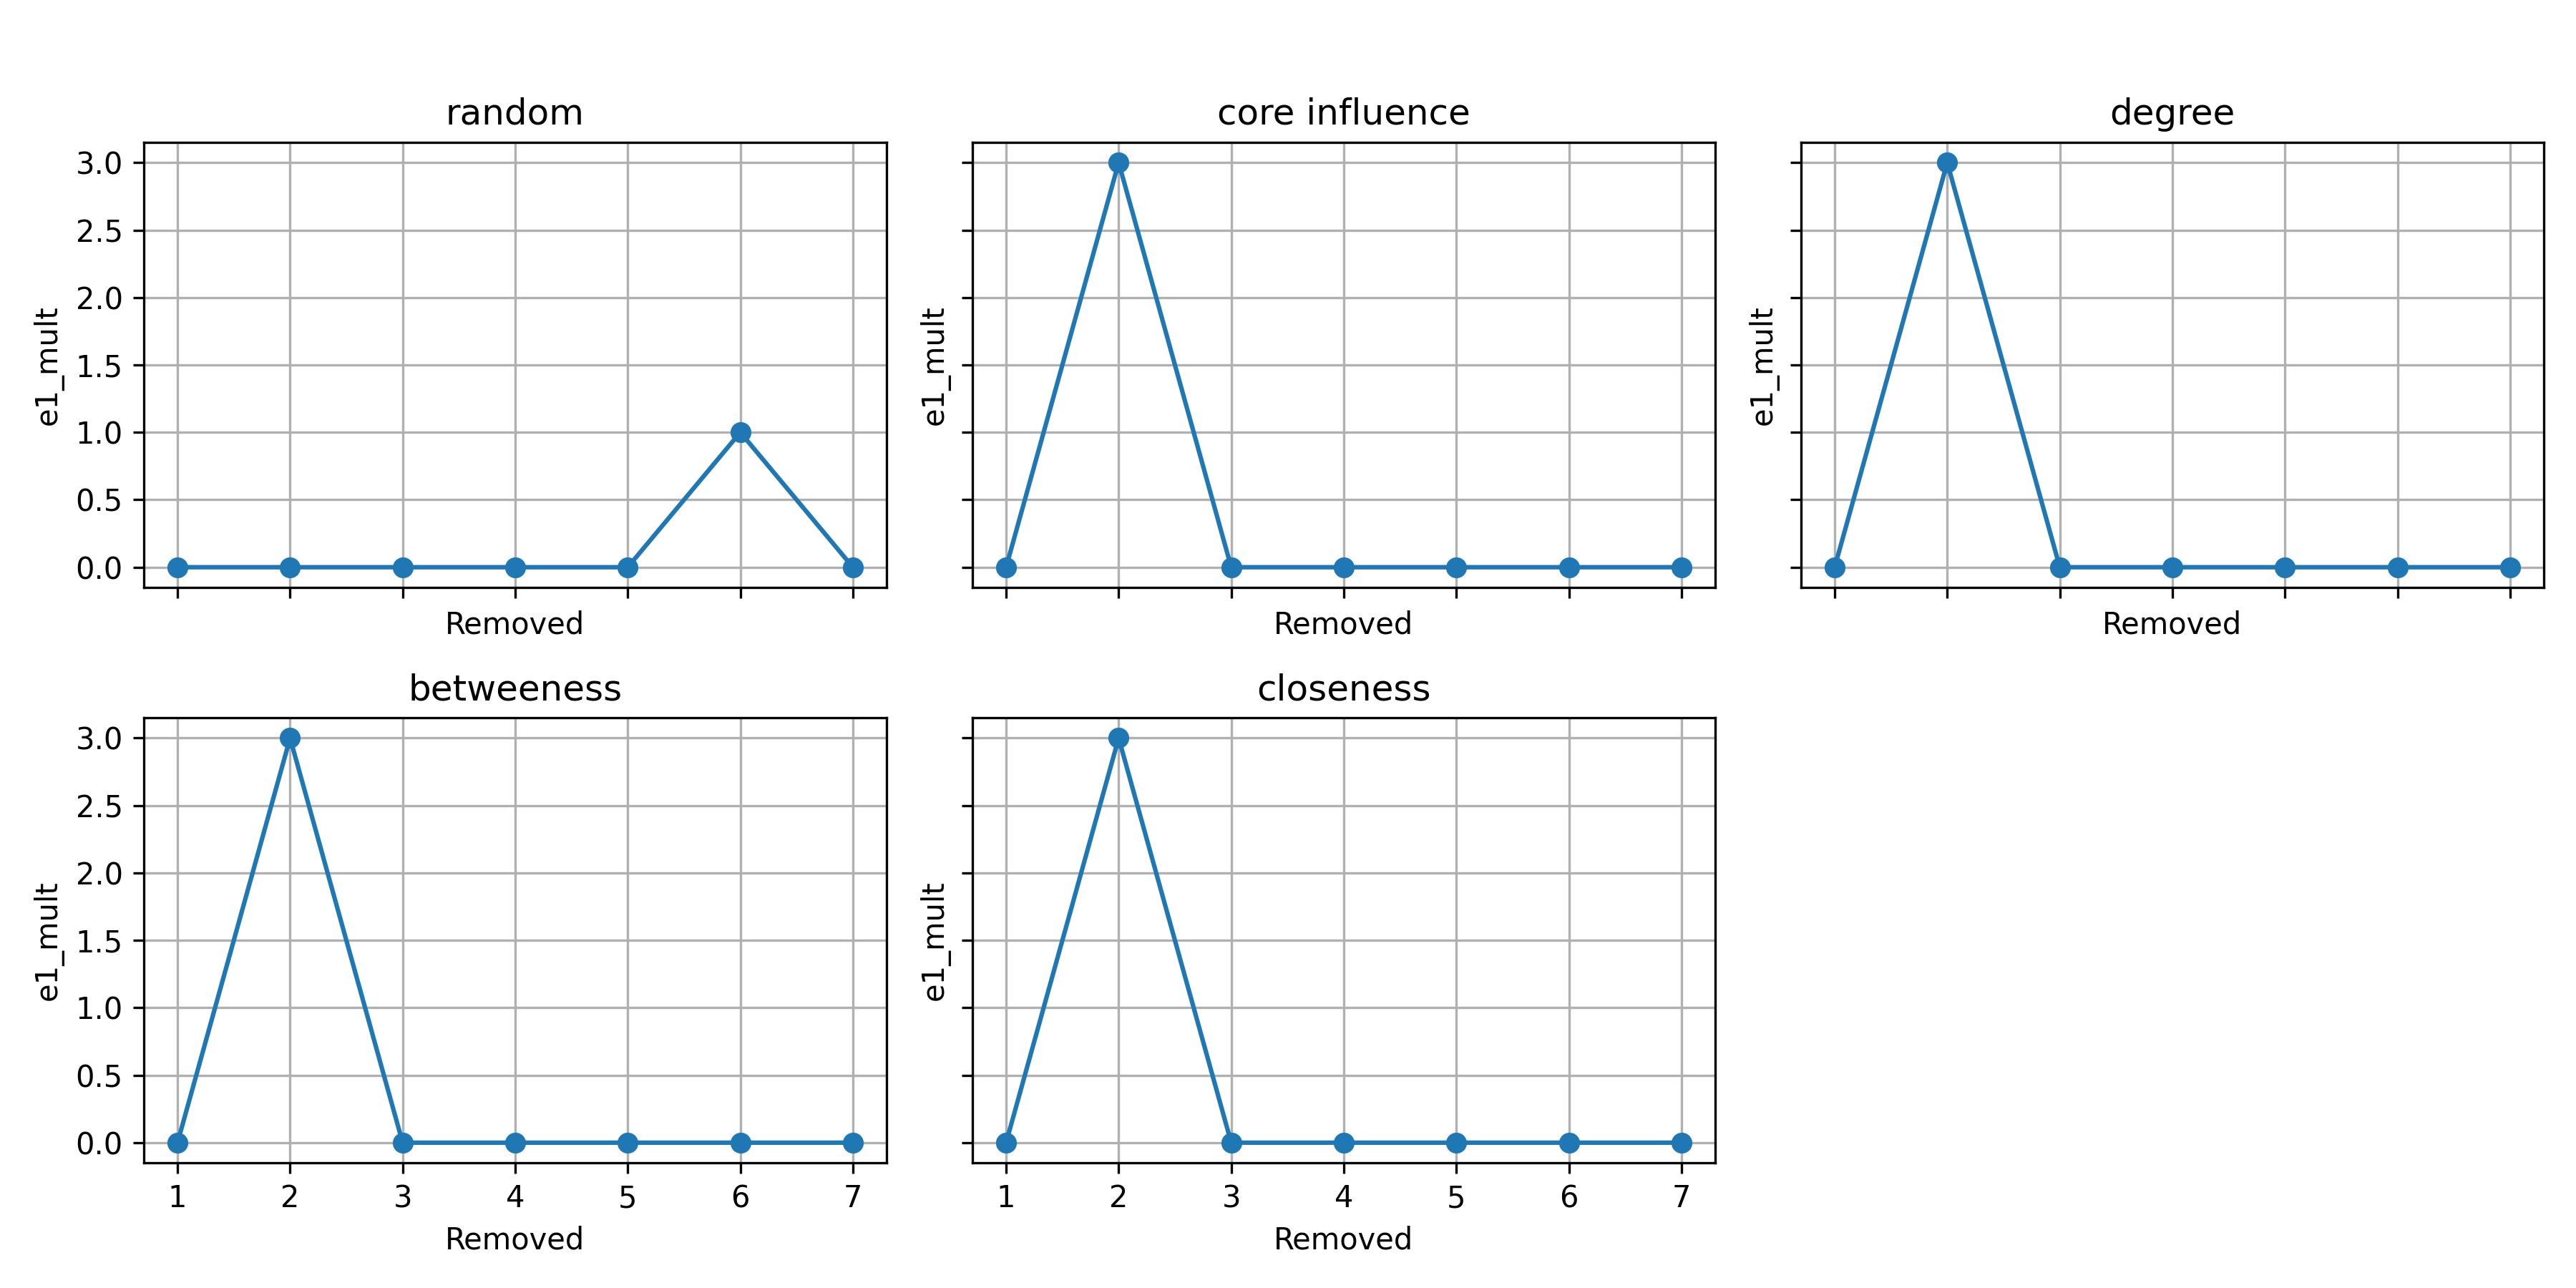 random
3.0
2.5
2.0
1.5
1.0
0.5
0.0
e1_mult
Removed
core influence
e1_mult
Removed
degree
e1_mult
Removed
betweeness
3.0
2.5
2.0
1.5
1.0
0.5
0.0
e1_mult
1 2 3 4 5 6 7
Removed
closeness
e1_mult
1 2 3 4 5 6 7
Removed